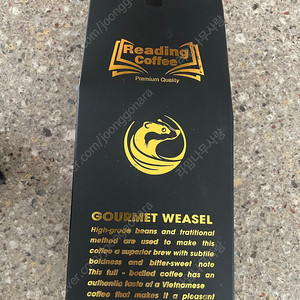 Reading
Coffee
Premium Quality
GOURMET WEASEL
High-grade beans and traditional
method are used to make this
coffee a superior brew with subtile
boldness and bitter-sweet note
This full - bodied coffee has an
authentic taste of a Vietnamese
coffee that makes it a pleasant